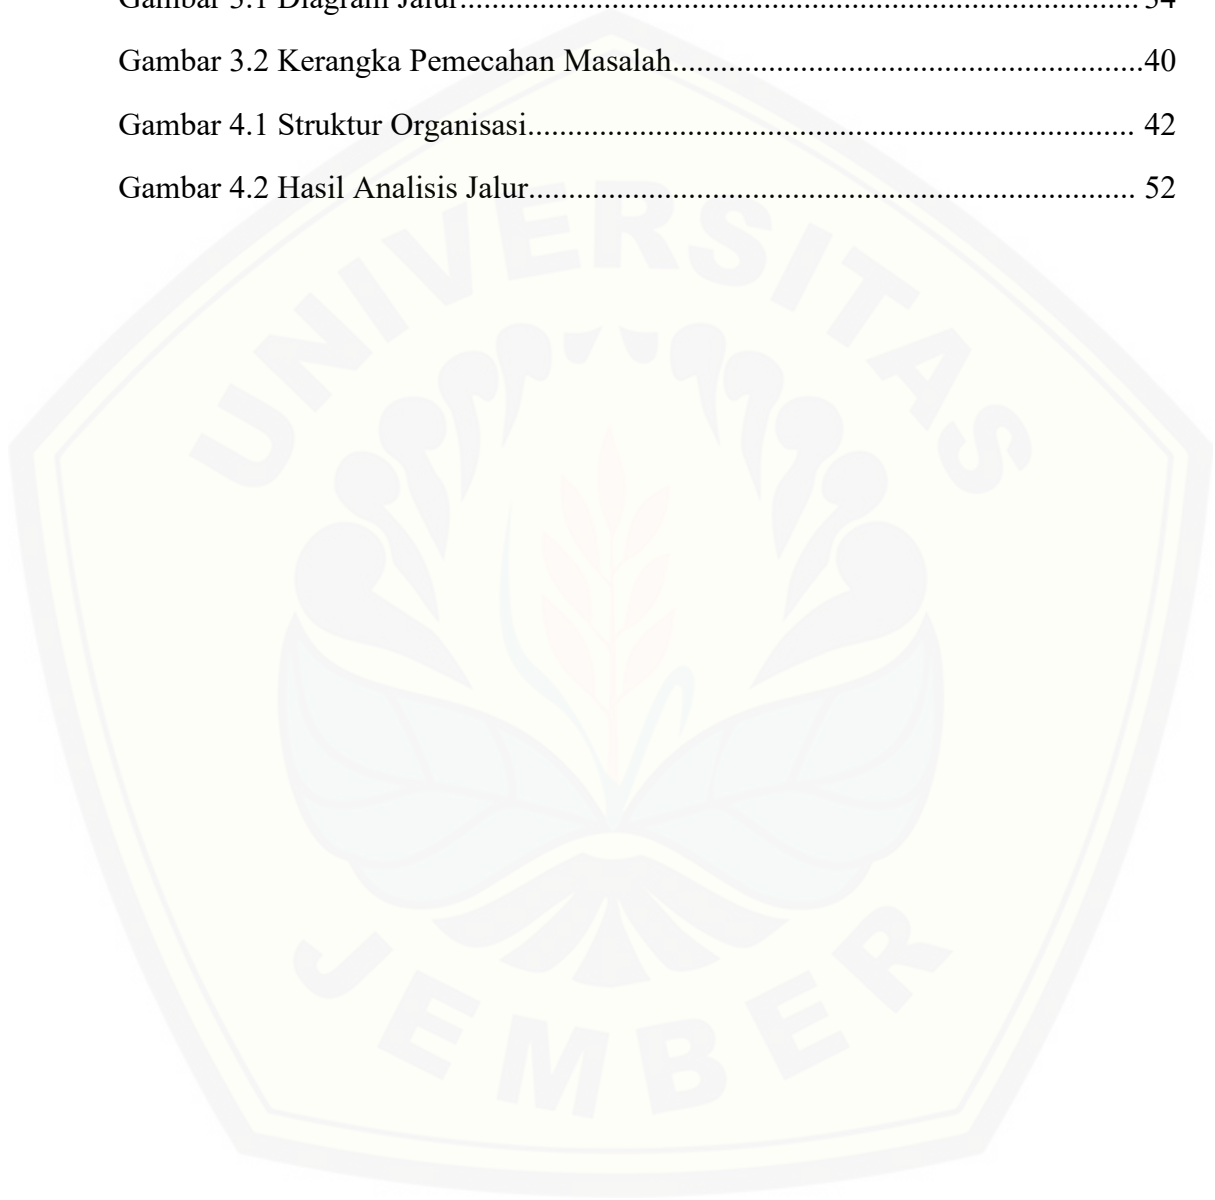 Gambar 3.1 Diagram Jalur.......................................................................................34
Gambar 3.2 Kerangka Pemecahan Masalah............................................................40
Gambar 4.1 Struktur Organisasi.............................................................................. 42
Gambar 4.2 Hasil Analisis Jalur.............................................................................. 52
UNIVERSITAS
JEMBER